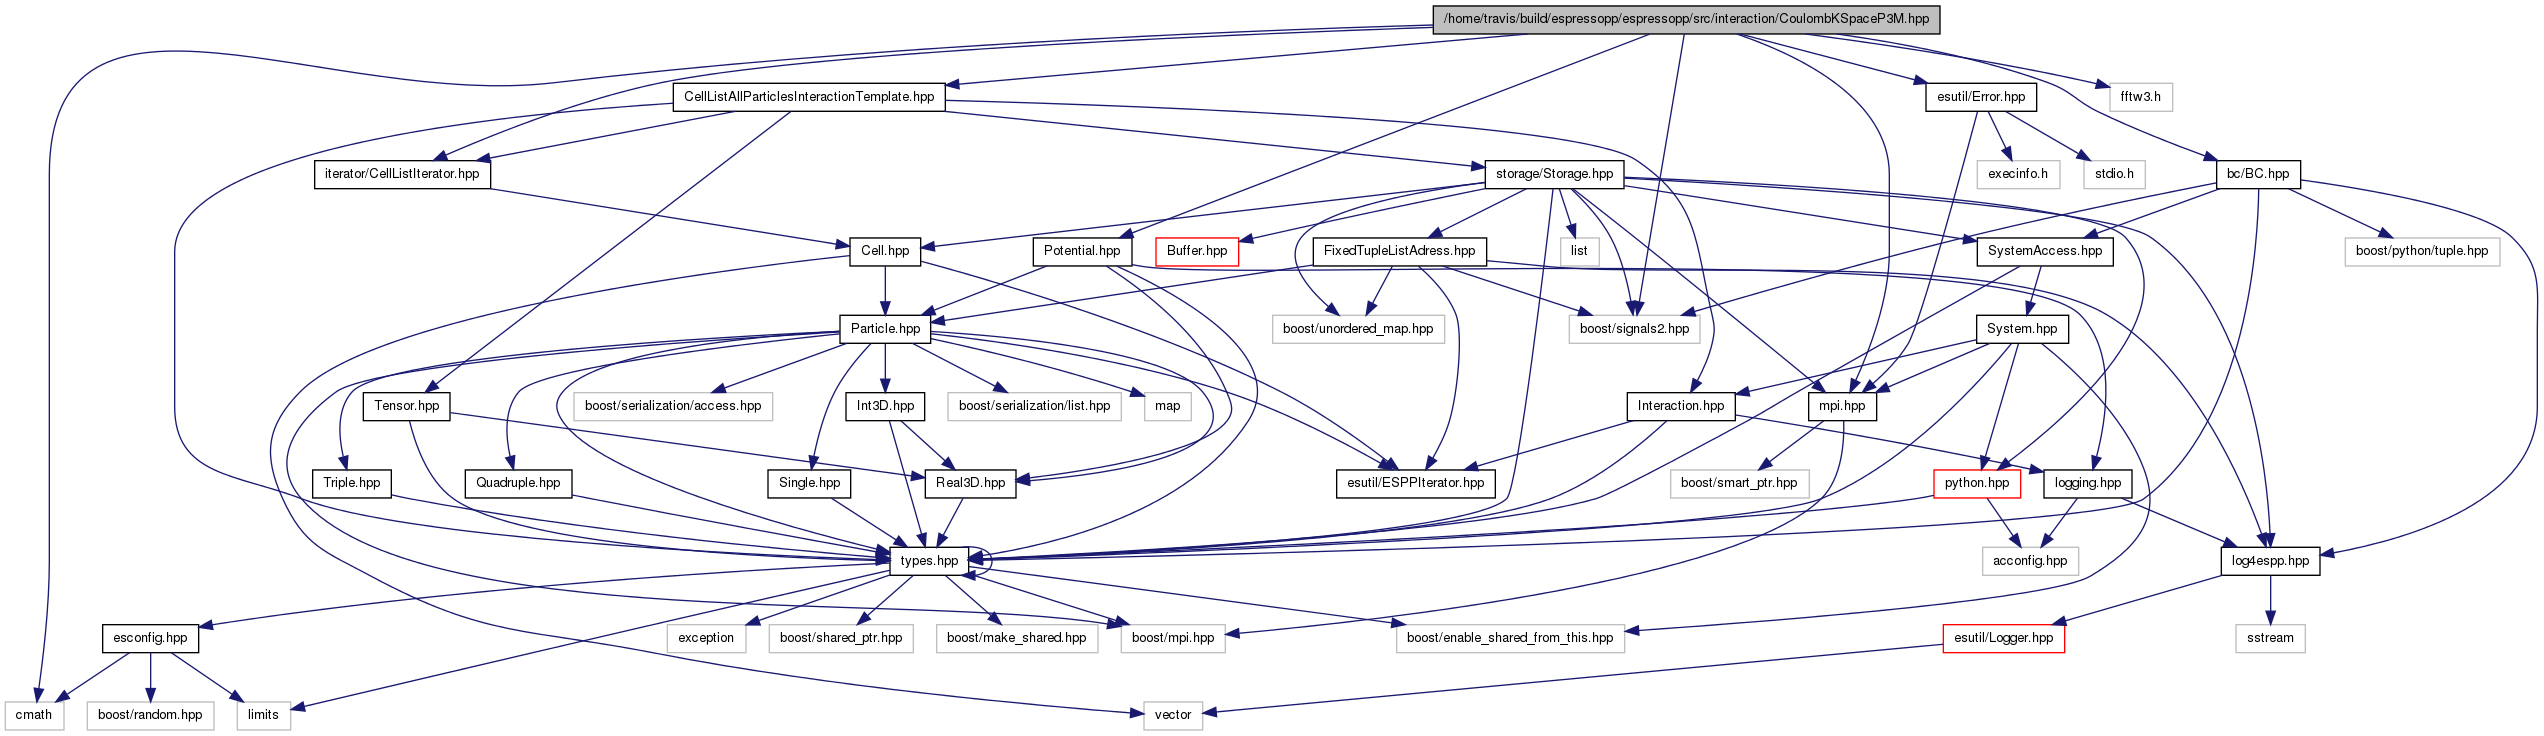 /home/travis/build/espressopp/espressopp/src/interaction/CoulombKSpaceP3M.hpp
CellListAllParticlesInteractionTemplate.hpp
esutil/Error.hpp
fftw3.h
iterator/CellListIterator.hpp
storage/Storage.hpp
execinfo.h
stdio.h
bc/BC.hpp
Cell.hpp
Potential.hpp
Buffer.hpp
FixedTupleListAdress.hpp
list
SystemAccess.hpp
boost/python/tuple.hpp
Particle.hpp
boost/unordered_map.hpp
boost/signals2.hpp
System.hpp
Tensor.hpp
boost/serialization/access.hpp
Int3D.hpp
boost/serialization/list.hpp
map
Interaction.hpp
mpi.hpp
Triple.hpp
Quadruple.hpp
Single.hpp
Real3D.hpp
esutil/ESPPIterator.hpp
boost/smart_ptr.hpp
python.hpp
logging.hpp
types.hpp
acconfig.hpp
log4espp.hpp
esconfig.hpp
exception
boost/shared_ptr.hpp
boost/make_shared.hpp
boost/mpi.hpp
boost/enable_shared_from_this.hpp
esutil/Logger.hpp
sstream
cmath
boost/random.hpp
limits
vector